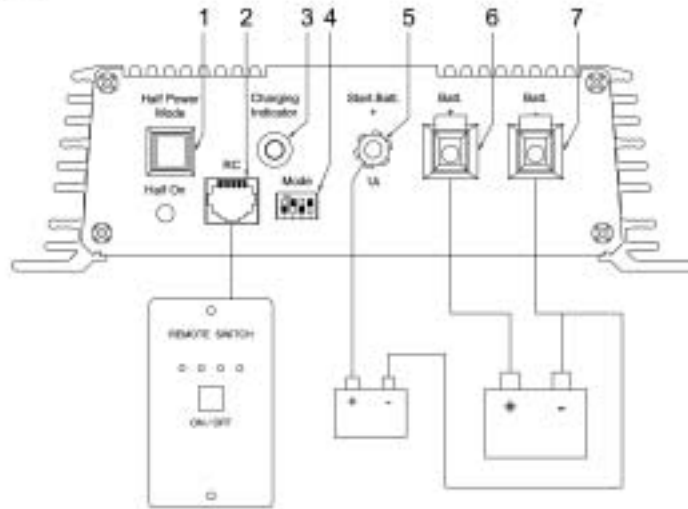 1 2 3 4 5 6 7
Half Power
Mode
Charging
Indicator
Start.Batt.
+
Batt.
+
Batt.
-
RC
Half On
Mode
1A
REMOTE SWITCH
ON/OFF
+ -
+ -